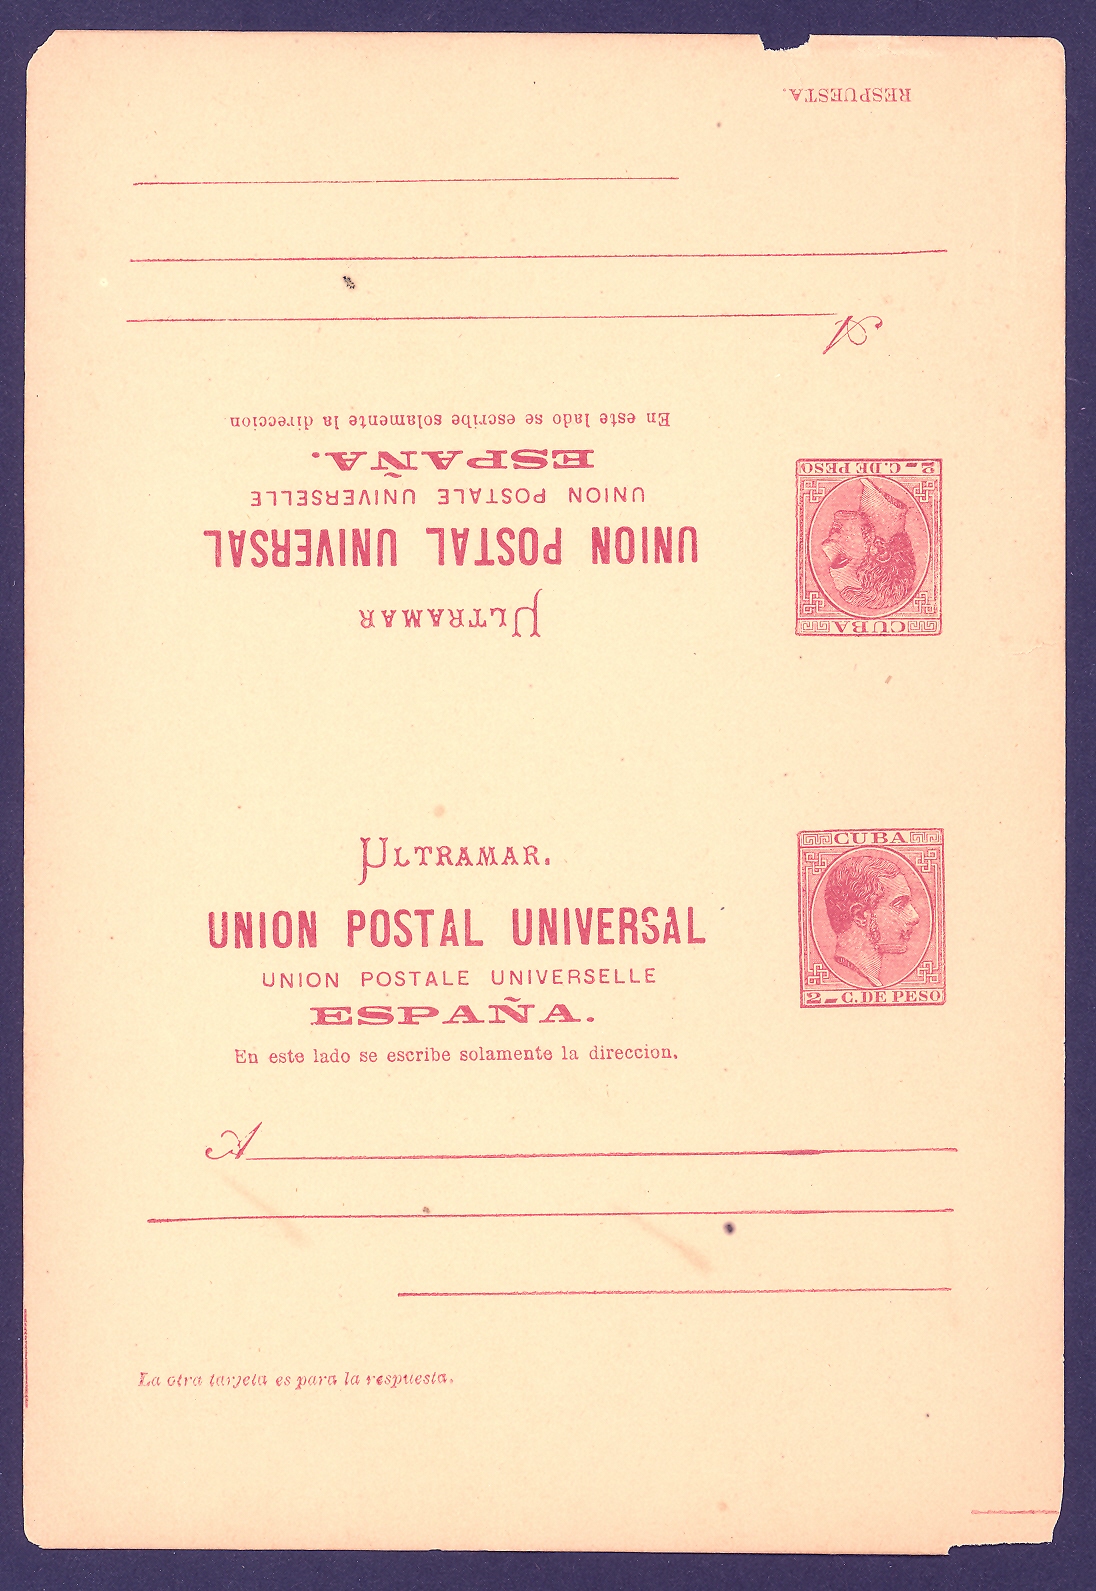 RESPUESTA.
A
En este lado se escribe solamente la direccion
ESPAÑA.
UNION POSTALE UNIVERSELLE
UNION POSTAL UNIVERSAL
ULTRAMAR
2 C. DE PESO
CUBA
ULTRAMAR.
CUBA
UNION POSTAL UNIVERSAL
UNION POSTALE UNIVERSELLE
ESPAÑA.
2 C. DE PESO
En este lado se escribe solamente la direccion.
A
La otra tarjeta es para la respuesta.